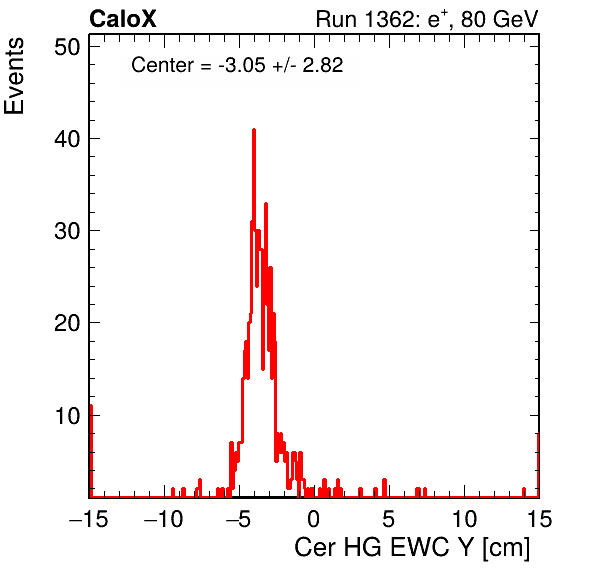 CaloX Run 1362: e⁺, 80 GeV
Center = -3.05 +/- 2.82
Events
50
40
30
20
10
−15 −10 −5 0 5 10 15
Cer HG EWC Y [cm]